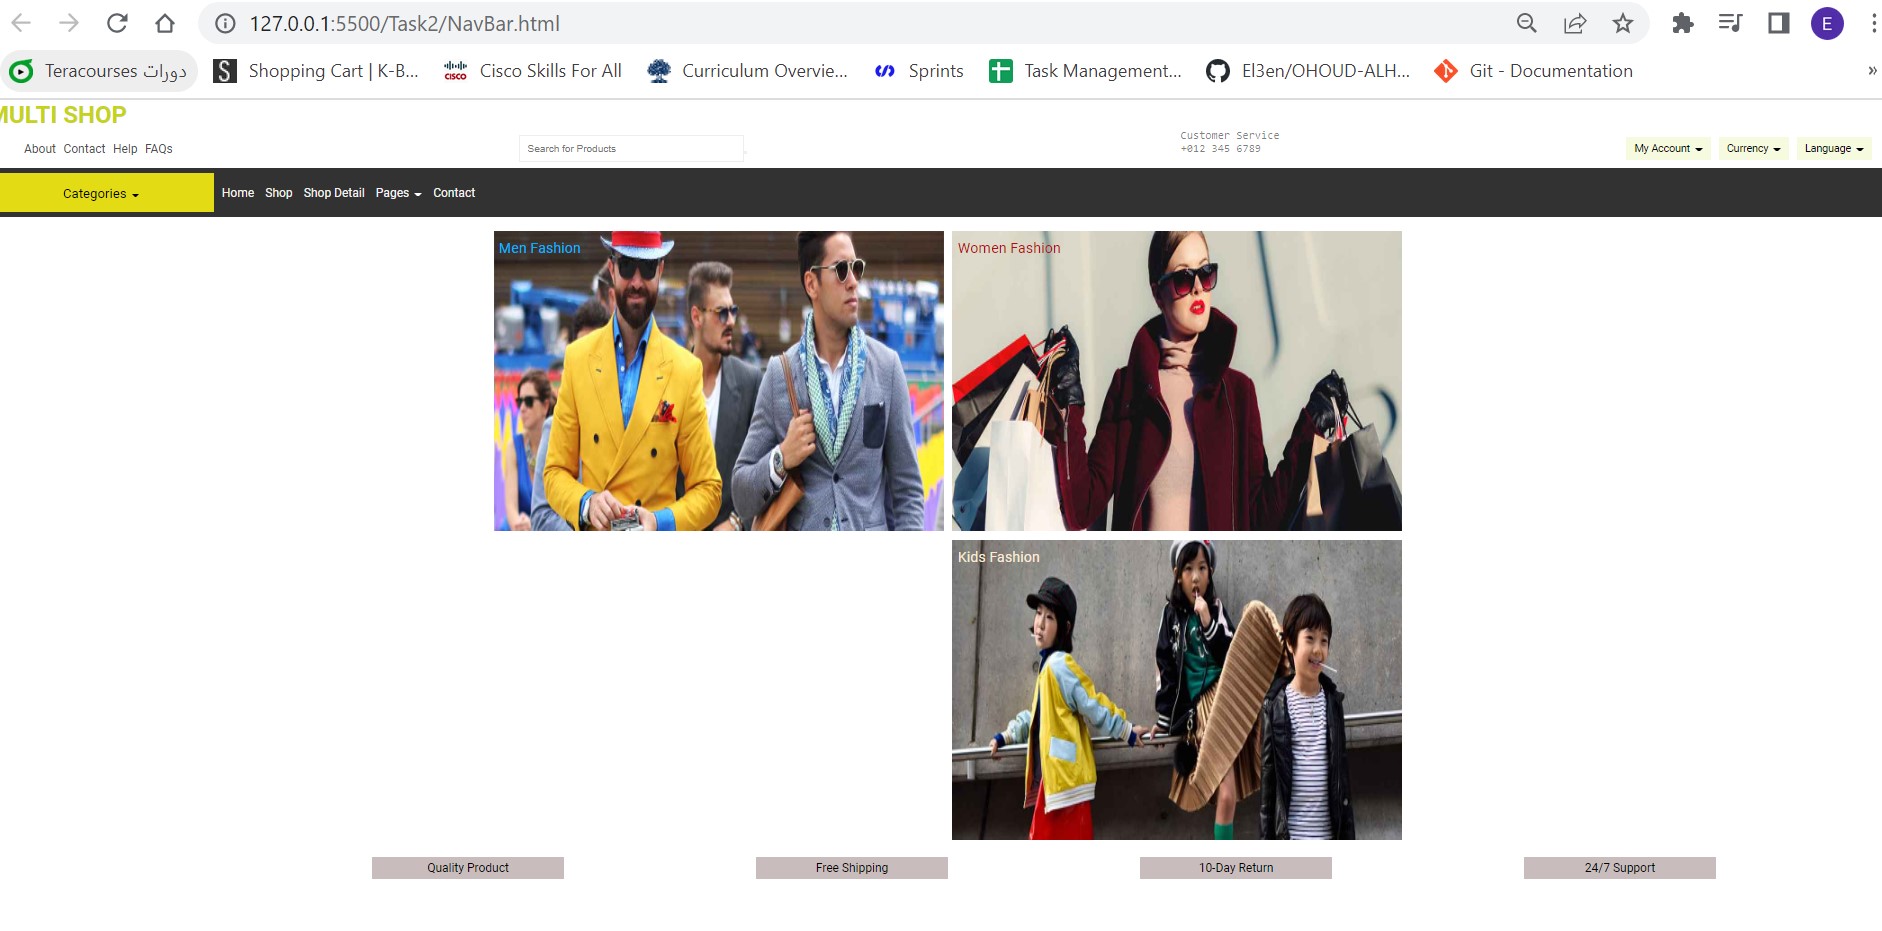 127.0.0.1:5500/Task2/NavBar.html
E
Teracourses دورات
S Shopping Cart | K-B...
CISCO Cisco Skills For All
Curriculum Overvie...
Sprints
Task Management...
El3en/OHOUD-ALH...
Git - Documentation
»
MULTI SHOP
About Contact Help FAQs
Search for Products
Customer Service
+012 345 6789
My Account
Currency
Language
Categories
Home Shop Shop Detail Pages Contact
Men Fashion
Women Fashion
Kids Fashion
Quality Product
Free Shipping
10-Day Return
24/7 Support